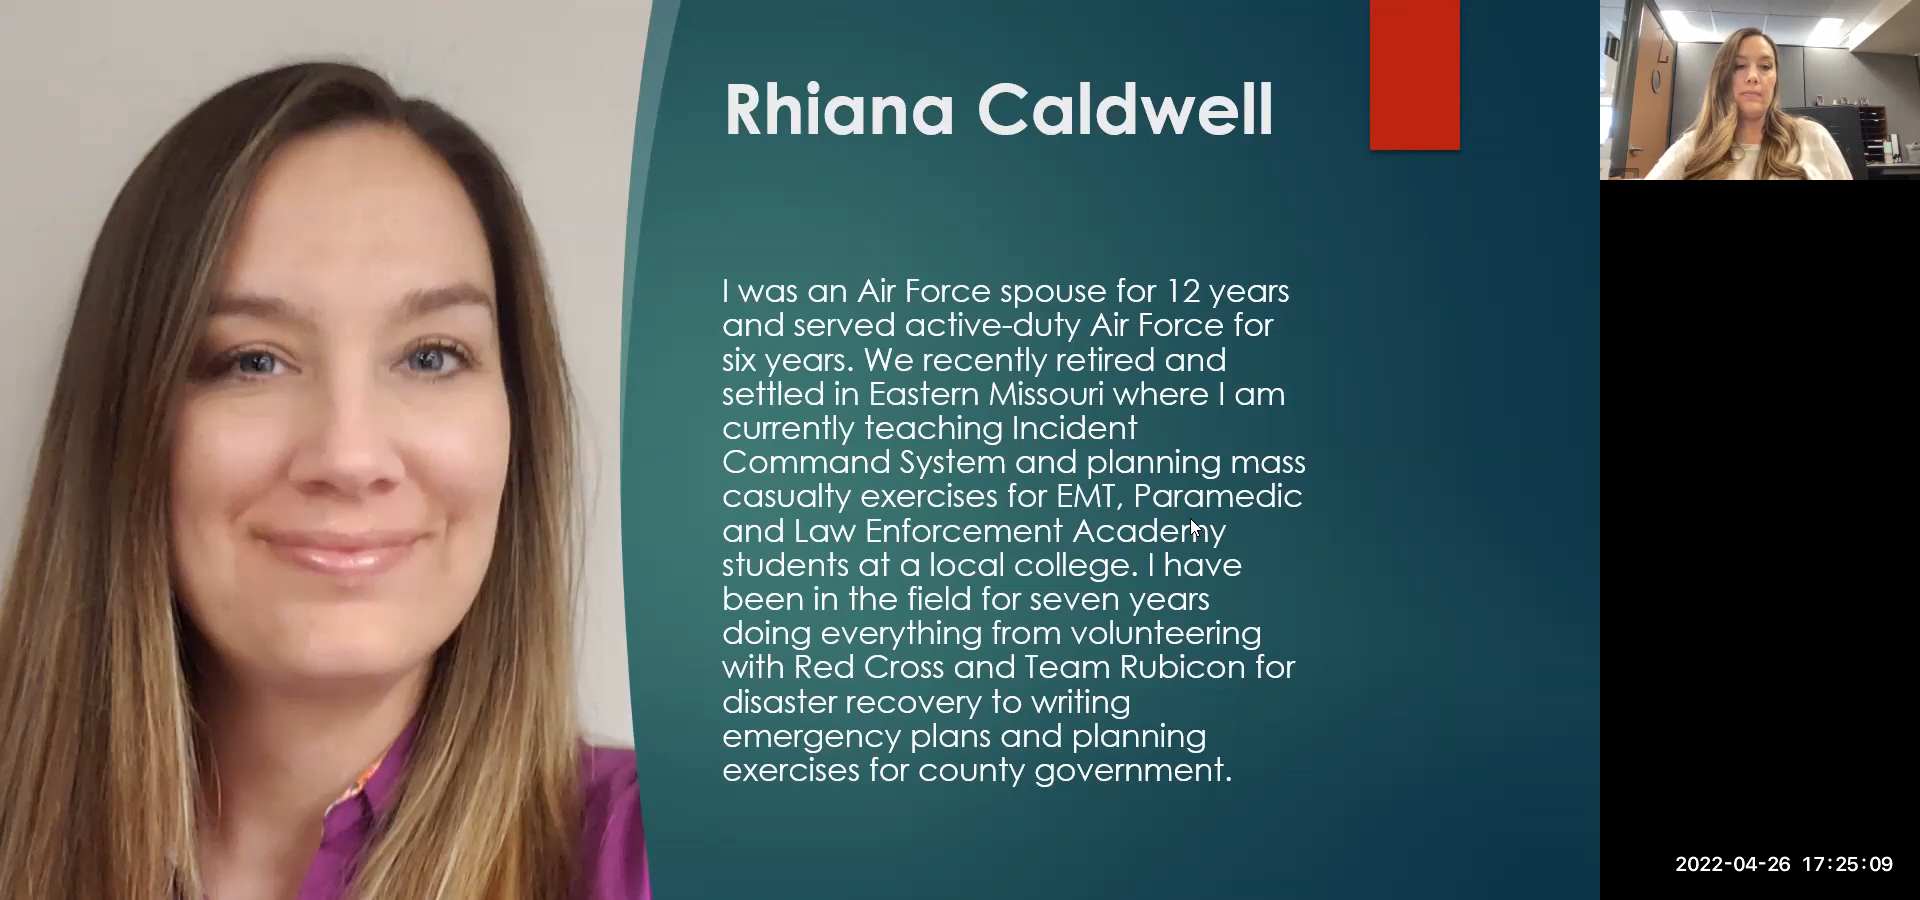 Rhiana Caldwell
I was an Air Force spouse for 12 years
and served active-duty Air Force for
six years. We recently retired and
settled in Eastern Missouri where I am
currently teaching Incident
Command System and planning mass
casualty exercises for EMT, Paramedic
and Law Enforcement Academy
students at a local college. I have
been in the field for seven years
doing everything from volunteering
with Red Cross and Team Rubicon for
disaster recovery to writing
emergency plans and planning
exercises for county government.
2022-04-26 17:25:09